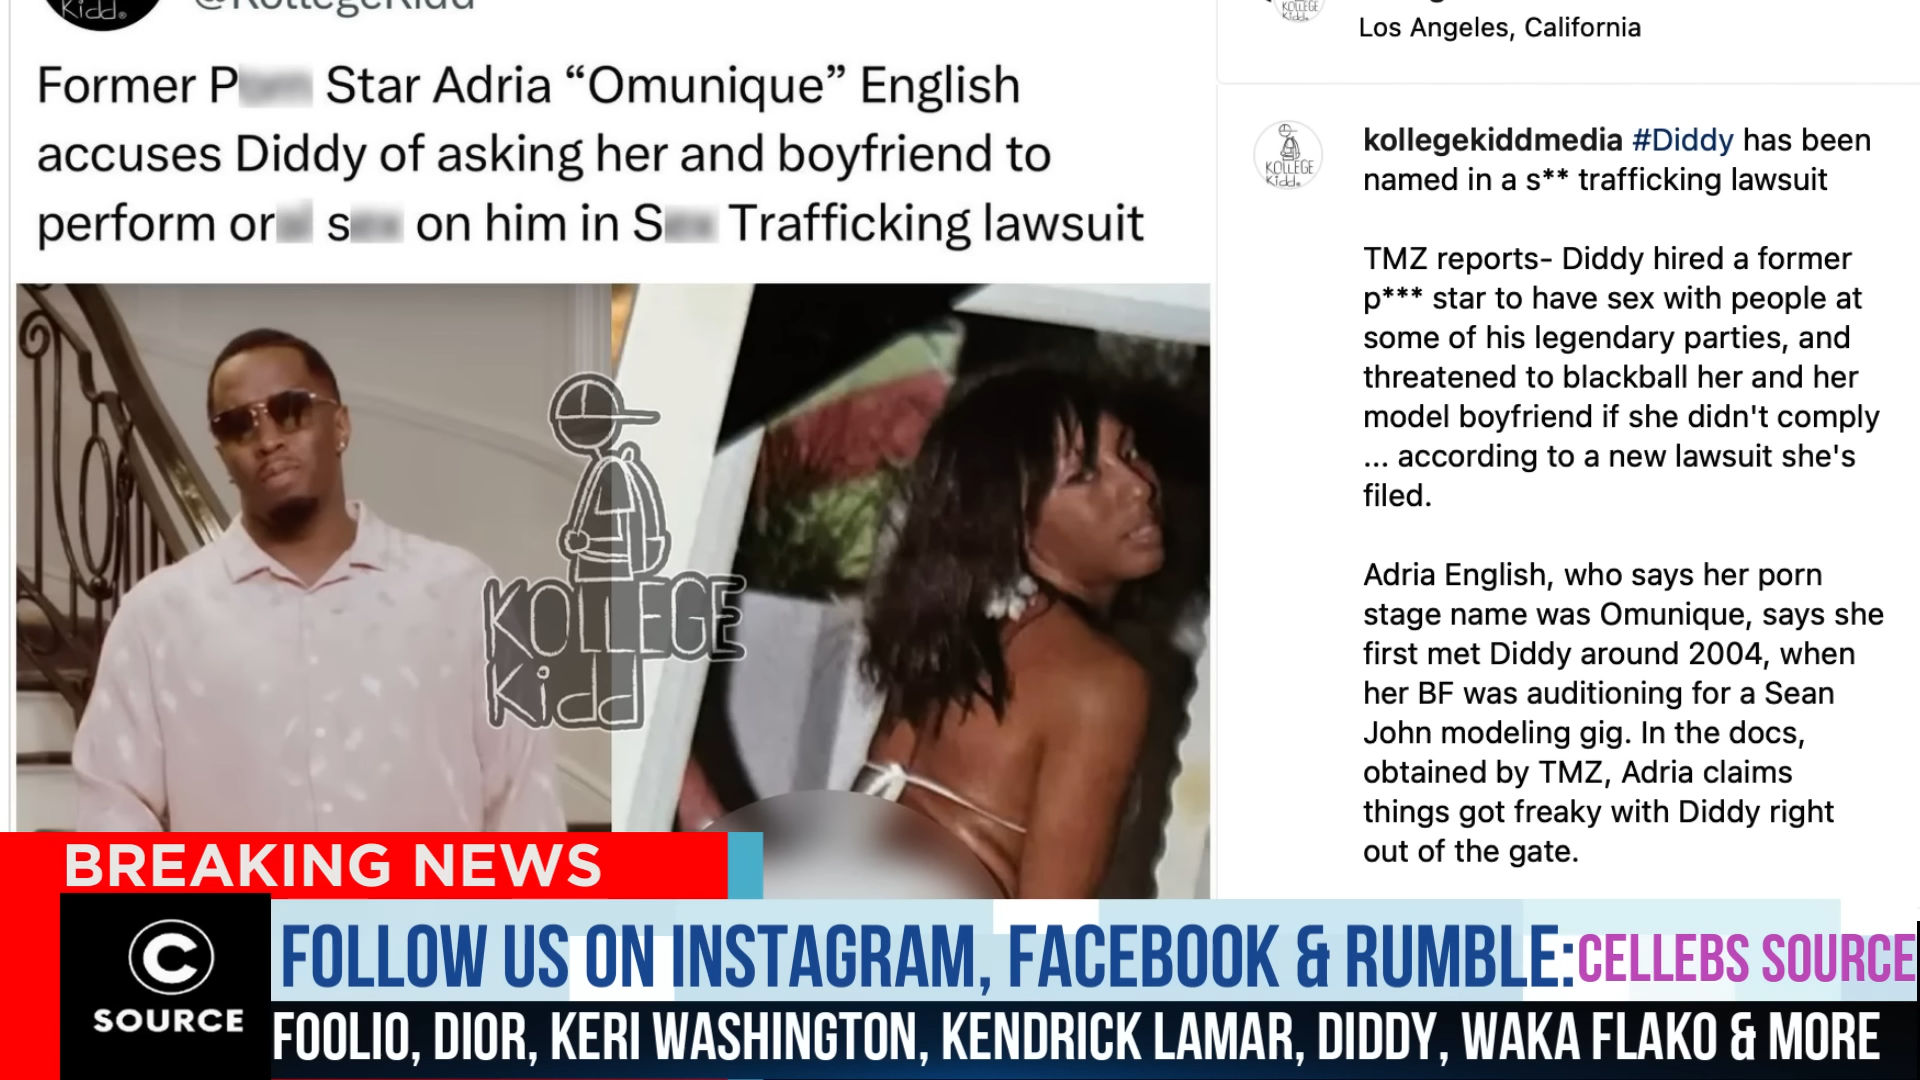 Kidd®
@KollegeKidd
Former P Star Adria “Omunique” English
accuses Diddy of asking her and boyfriend to
perform or s on him in S Trafficking lawsuit
KOLLEGE
Kidd
KOLLEGE
Kidd®
Los Angeles, California
KOLLEGE
Kidd®
kollegekiddmedia #Diddy has been
named in a s** trafficking lawsuit
TMZ reports- Diddy hired a former
p*** star to have sex with people at
some of his legendary parties, and
threatened to blackball her and her
model boyfriend if she didn't comply
... according to a new lawsuit she's
filed.
Adria English, who says her porn
stage name was Omunique, says she
first met Diddy around 2004, when
her BF was auditioning for a Sean
John modeling gig. In the docs,
obtained by TMZ, Adria claims
things got freaky with Diddy right
out of the gate.
BREAKING NEWS
C
SOURCE
FOLLOW US ON INSTAGRAM, FACEBOOK & RUMBLE:CELLEBS SOURCE
FOOLIO, DIOR, KERI WASHINGTON, KENDRICK LAMAR, DIDDY, WAKA FLAKO & MORE